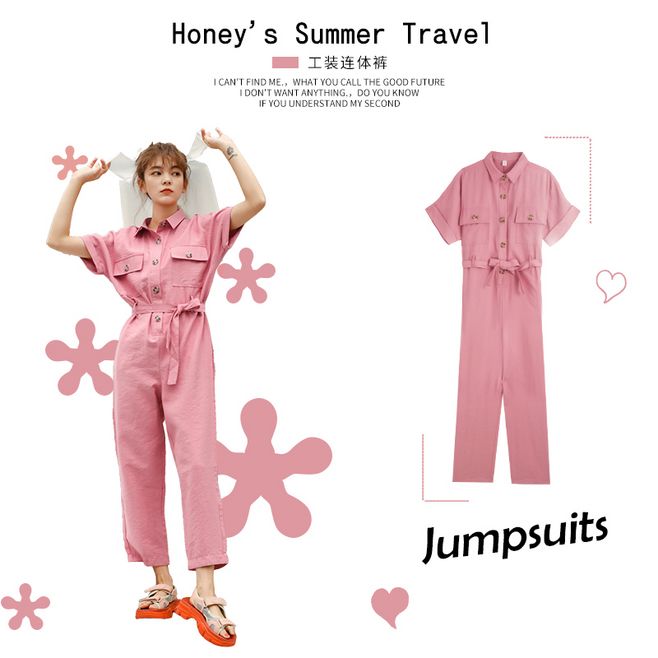 Honey's Summer Travel
工装连体裤
I CAN'T FIND ME.，WHAT YOU CALL THE GOOD FUTURE
I DON'T WANT ANYTHING.，DO YOU KNOW
IF YOU UNDERSTAND MY SECOND
Jumpsuits